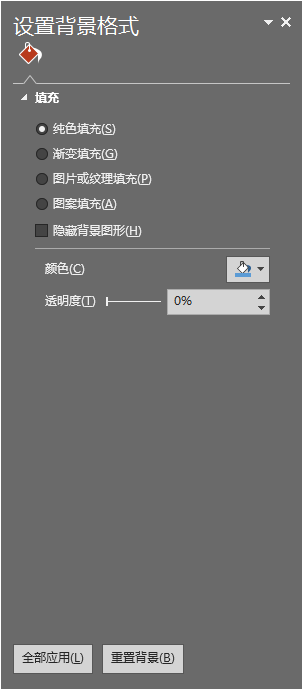 设置背景格式
填充
纯色填充(S)
渐变填充(G)
图片或纹理填充(P)
图案填充(A)
隐藏背景图形(H)
颜色(C)
透明度(T) 0%
全部应用(L) 重置背景(B)